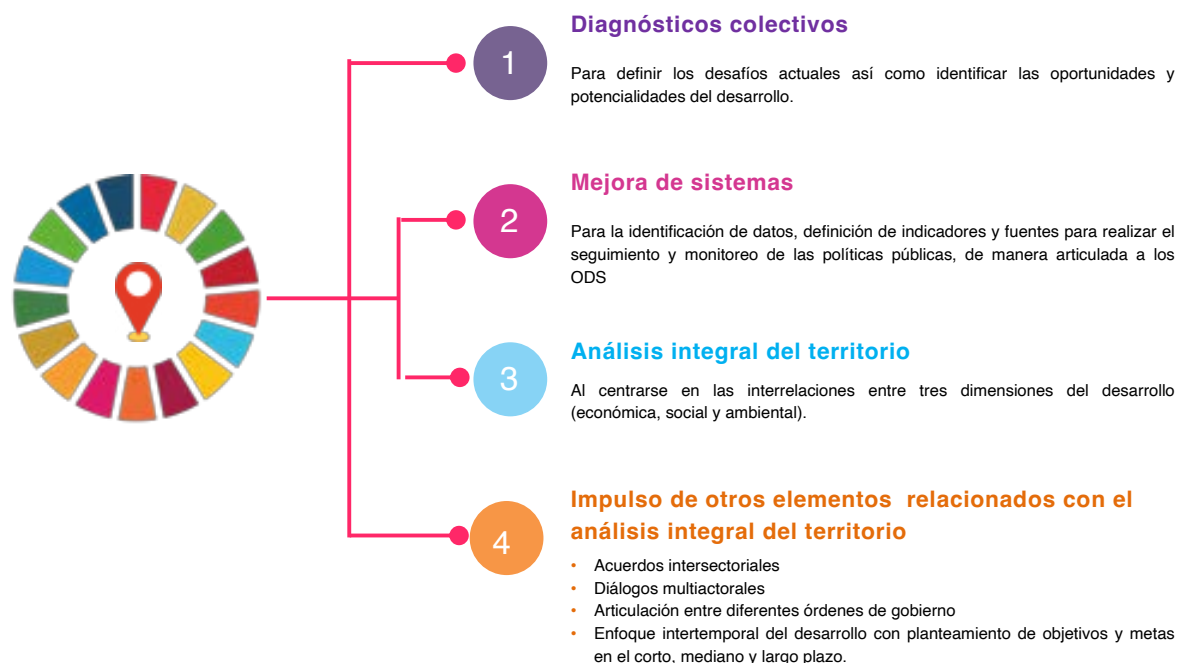 1
Diagnósticos colectivos
Para definir los desafíos actuales así como identificar las oportunidades y
potencialidades del desarrollo.
2
Mejora de sistemas
Para la identificación de datos, definición de indicadores y fuentes para realizar el
seguimiento y monitoreo de las políticas públicas, de manera articulada a los
ODS
3
Análisis integral del territorio
Al centrarse en las interrelaciones entre tres dimensiones del desarrollo
(económica, social y ambiental).
4
Impulso de otros elementos relacionados con el
análisis integral del territorio
• Acuerdos intersectoriales
• Diálogos multiactorales
• Articulación entre diferentes órdenes de gobierno
• Enfoque intertemporal del desarrollo con planteamiento de objetivos y metas
en el corto, mediano y largo plazo.